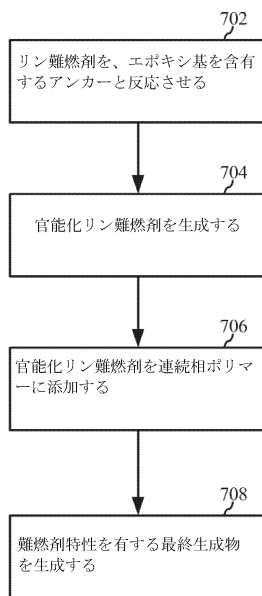 702
リン難燃剤を、エポキシ基を含有
するアンカーと反応させる
704
官能化リン難燃剤を生成する
706
官能化リン難燃剤を連続相ポリマ
ーに添加する
708
難燃剤特性を有する最終生成物
を生成する